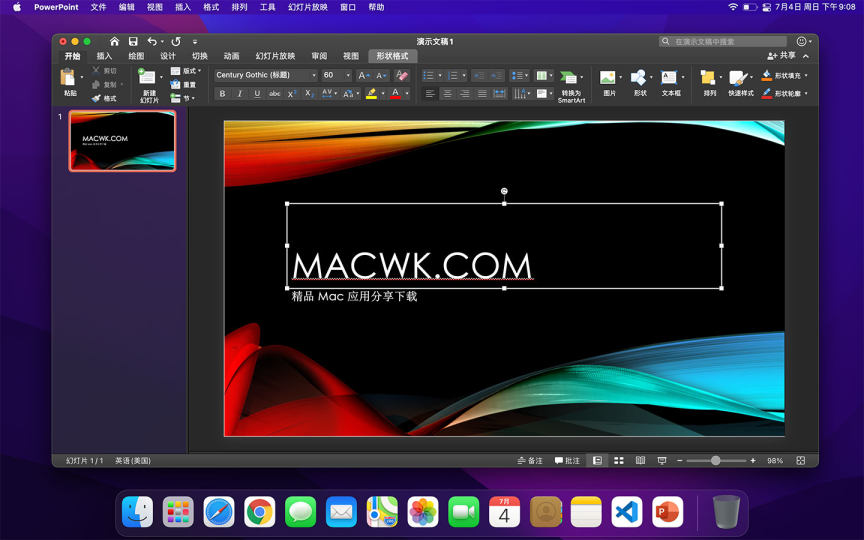 PowerPoint 文件 编辑 视图 插入 格式 排列 工具 幻灯片放映 窗口 帮助 7月4日 周日 下午9:08
演示文稿1
在演示文稿中搜索
开始 插入 绘图 设计 切换 动画 幻灯片放映 审阅 视图 形状格式 共享
粘贴 剪切 复制 格式
新建幻灯片 版式 重置 节
Century Gothic (标题) 60
B I U abc X² X₂ AV Aa A
转换为 SmartArt
图片 形状 文本框 排列 快速样式 形状填充 形状轮廓
1
MACWK.COM
MACWK.COM
精品 Mac 应用分享下载
幻灯片 1 / 1 英语(美国) 备注 批注 98%
7月
4